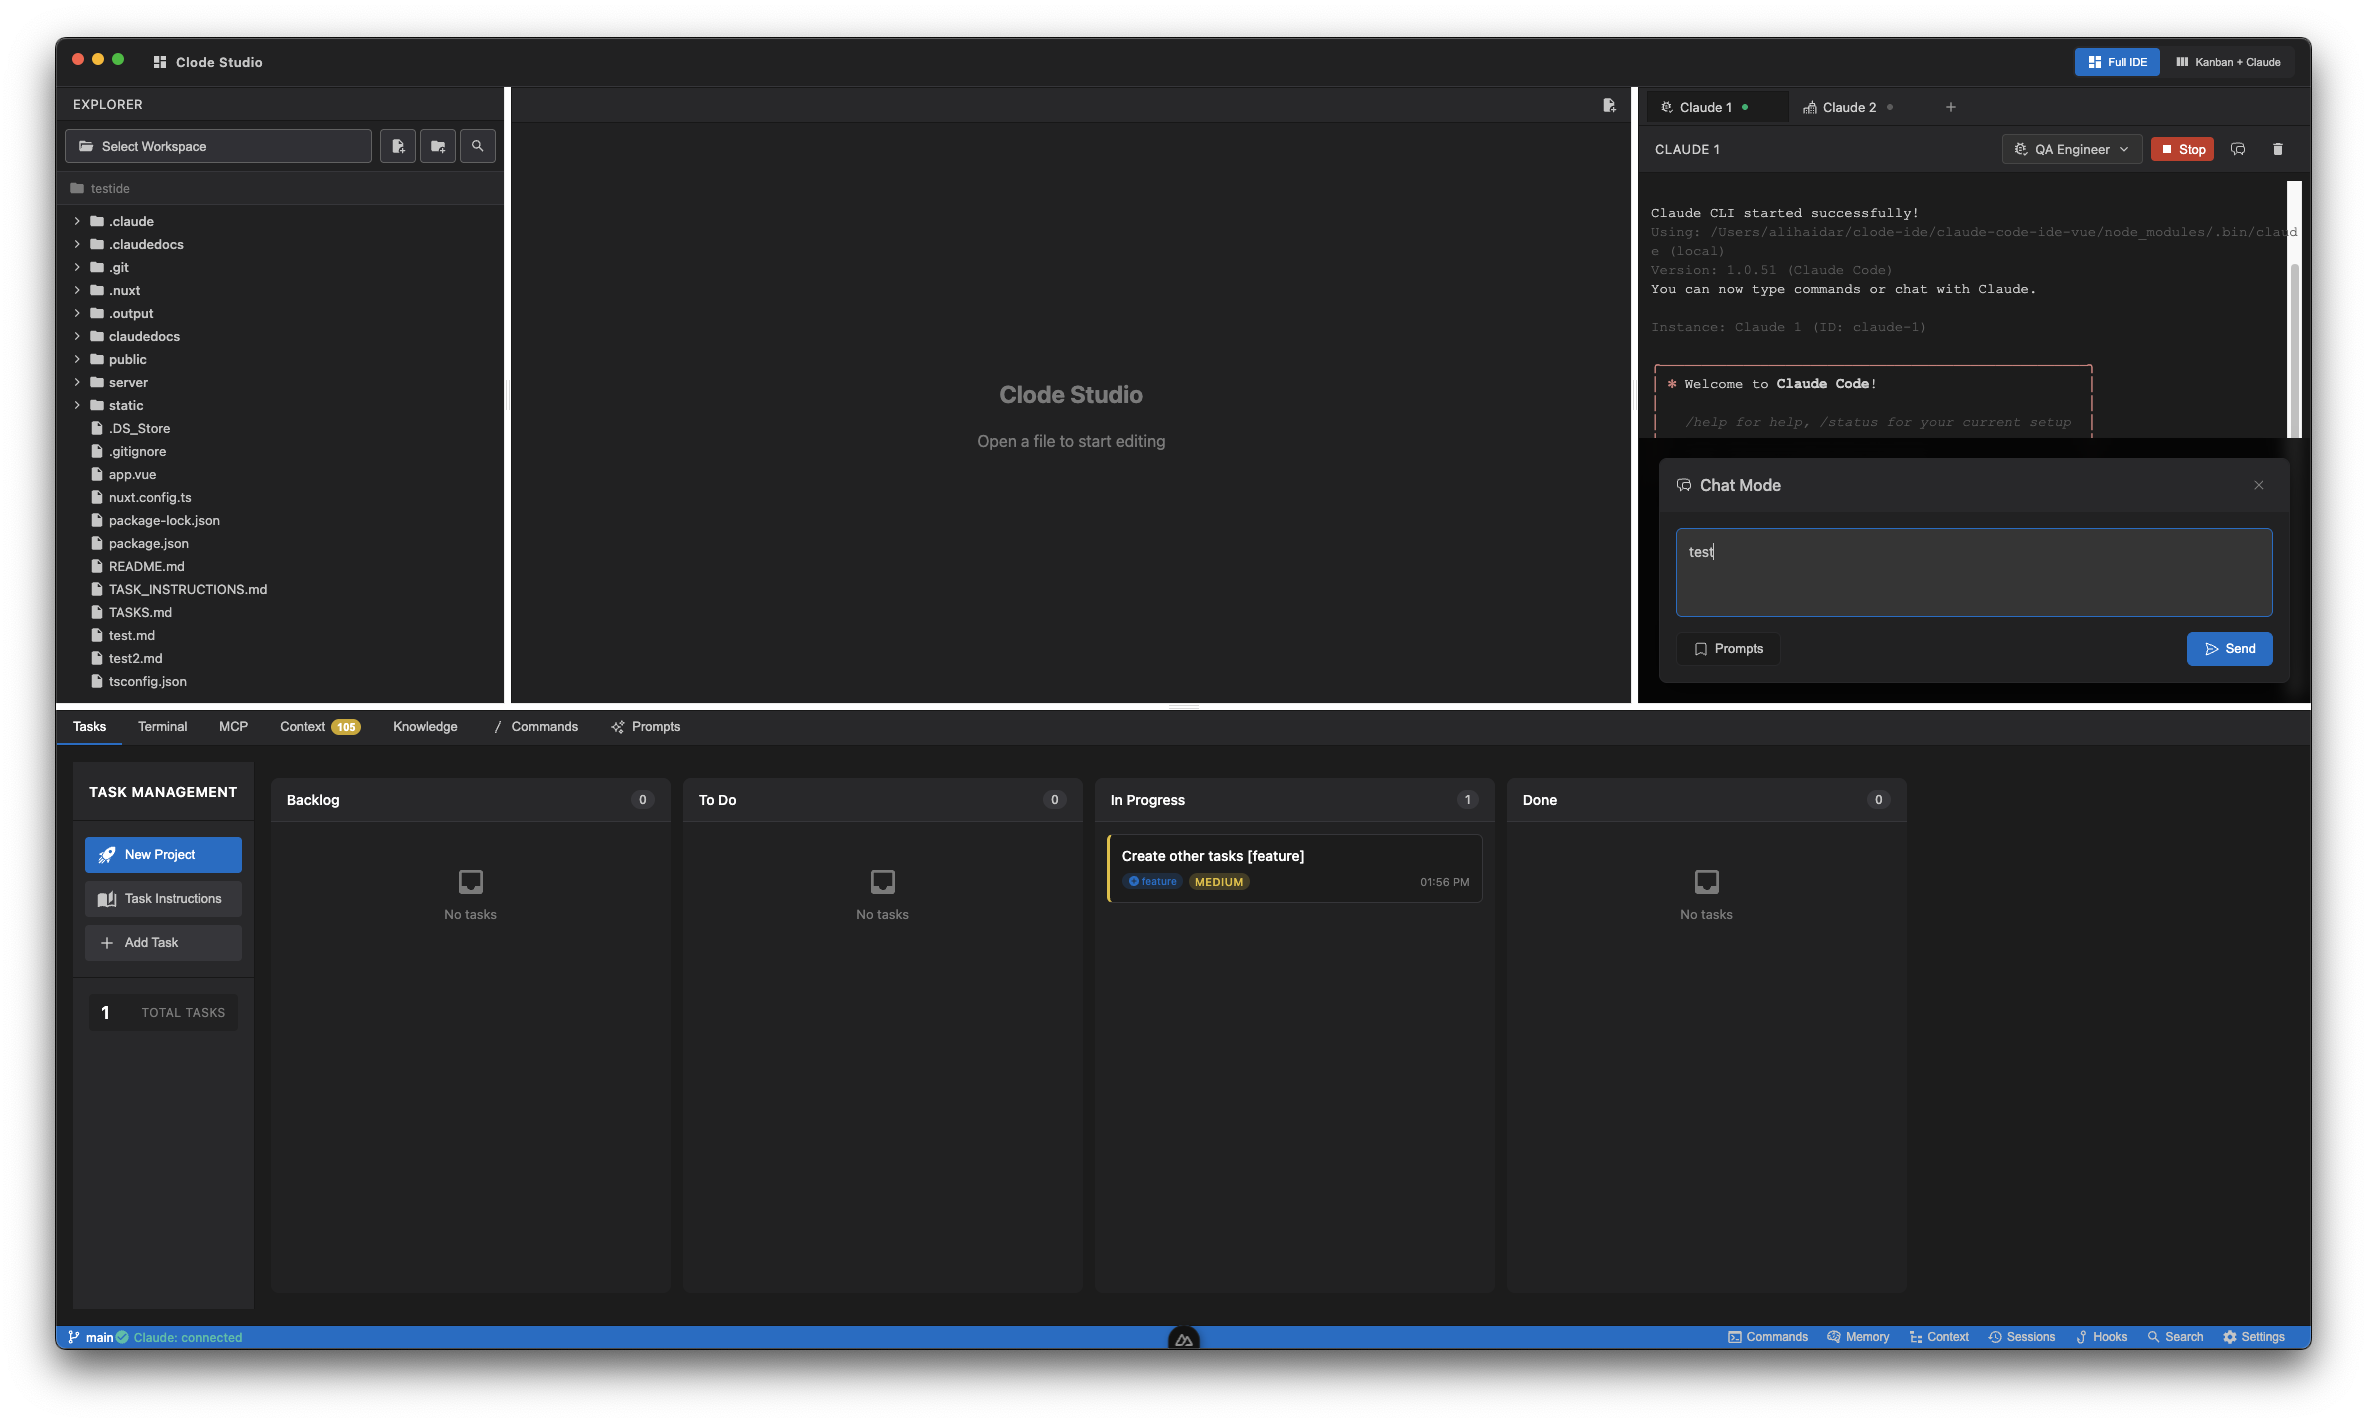 Clode Studio
Full IDE
Kanban + Claude
EXPLORER
Select Workspace
testide
.claude
.claudedocs
.git
.nuxt
.output
claudedocs
public
server
static
.DS_Store
.gitignore
app.vue
nuxt.config.ts
package-lock.json
package.json
README.md
TASK_INSTRUCTIONS.md
TASKS.md
test.md
test2.md
tsconfig.json
Clode Studio
Open a file to start editing
Claude 1
Claude 2
CLAUDE 1
QA Engineer
Stop
Claude CLI started successfully!
Using: /Users/alihaidar/clode-ide/claude-code-ide-vue/node_modules/.bin/claud
e (local)
Version: 1.0.51 (Claude Code)
You can now type commands or chat with Claude.
Instance: Claude 1 (ID: claude-1)
* Welcome to Claude Code!
/help for help, /status for your current setup
Chat Mode
test
Prompts
Send
Tasks
Terminal
MCP
Context 105
Knowledge
/ Commands
Prompts
TASK MANAGEMENT
New Project
Task Instructions
Add Task
1 TOTAL TASKS
Backlog 0
No tasks
To Do 0
No tasks
In Progress 1
Create other tasks [feature]
feature MEDIUM 01:56 PM
Done 0
No tasks
main Claude: connected
Commands
Memory
Context
Sessions
Hooks
Search
Settings